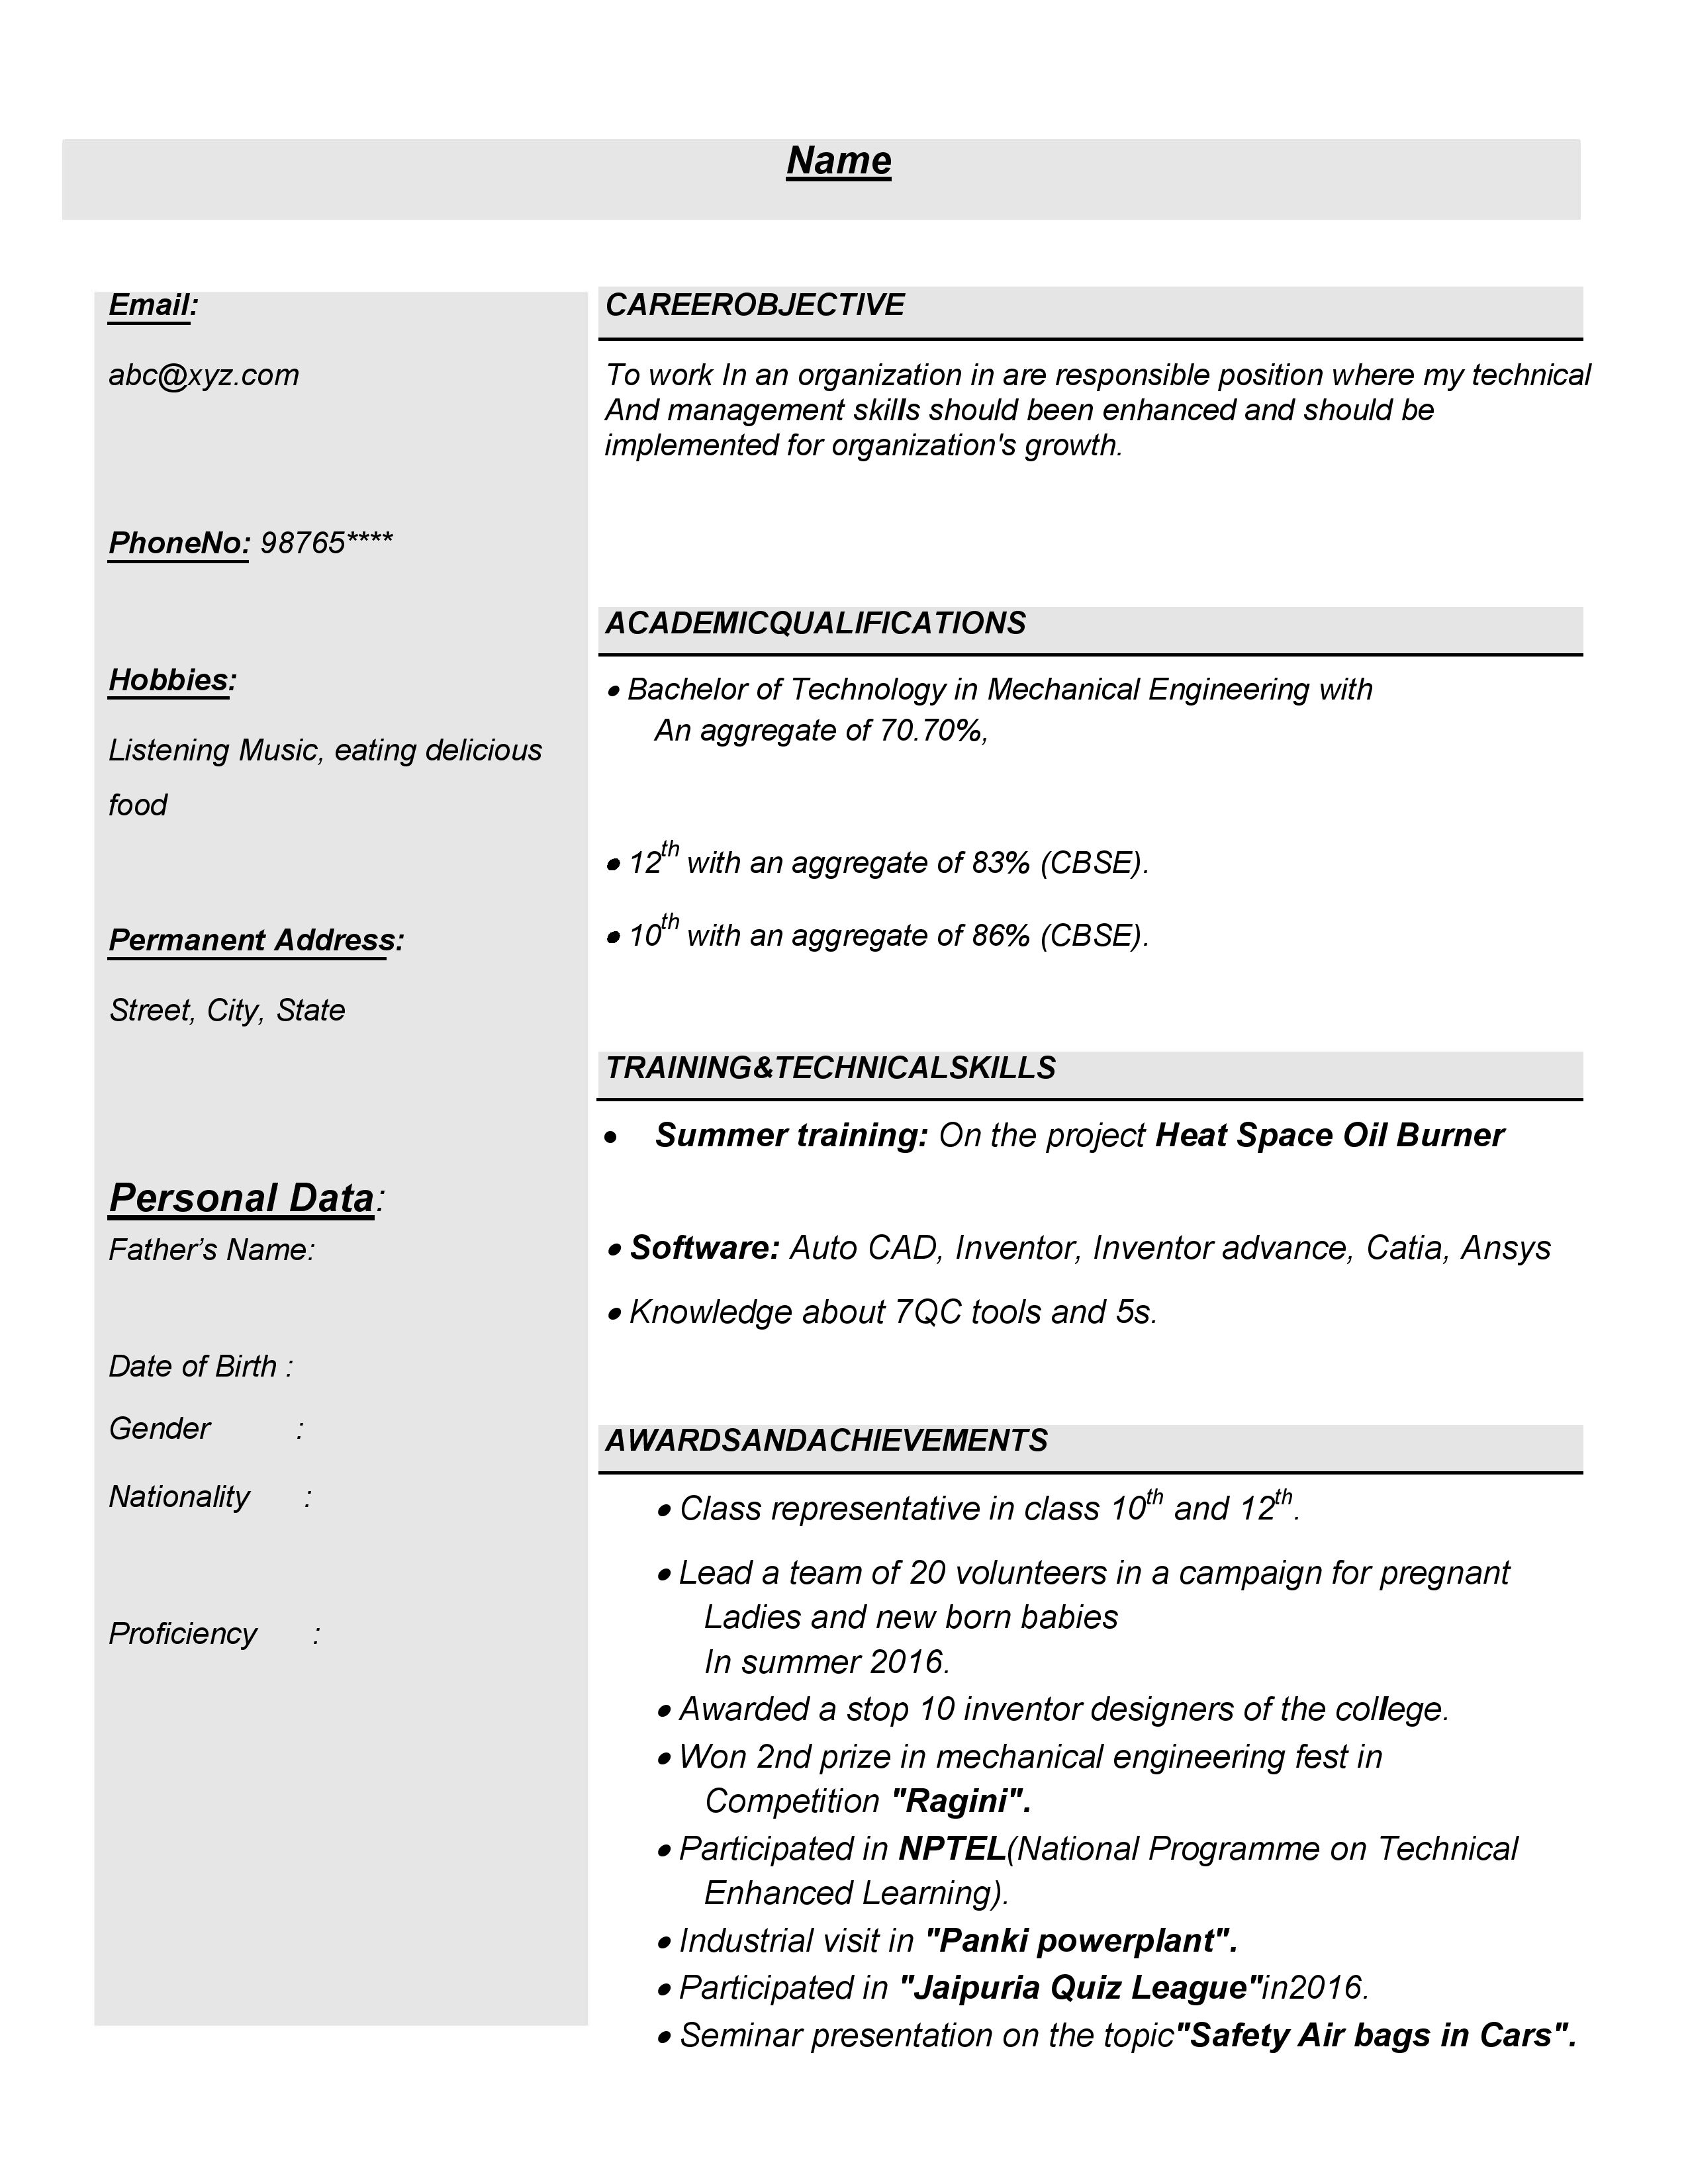 Name
Email:
abc@xyz.com
PhoneNo: 98765****
Hobbies:
Listening Music, eating delicious
food
Permanent Address:
Street, City, State
Personal Data:
Father’s Name:
Date of Birth :
Gender :
Nationality :
Proficiency :
CAREEROBJECTIVE
To work In an organization in are responsible position where my technical
And management skills should been enhanced and should be
implemented for organization's growth.
ACADEMICQUALIFICATIONS
• Bachelor of Technology in Mechanical Engineering with
An aggregate of 70.70%,
• 12th with an aggregate of 83% (CBSE).
• 10th with an aggregate of 86% (CBSE).
TRAINING&TECHNICALSKILLS
• Summer training: On the project Heat Space Oil Burner
• Software: Auto CAD, Inventor, Inventor advance, Catia, Ansys
• Knowledge about 7QC tools and 5s.
AWARDSANDACHIEVEMENTS
• Class representative in class 10th and 12th.
• Lead a team of 20 volunteers in a campaign for pregnant
Ladies and new born babies
In summer 2016.
• Awarded a stop 10 inventor designers of the college.
• Won 2nd prize in mechanical engineering fest in
Competition "Ragini".
• Participated in NPTEL(National Programme on Technical
Enhanced Learning).
• Industrial visit in "Panki powerplant".
• Participated in "Jaipuria Quiz League"in2016.
• Seminar presentation on the topic"Safety Air bags in Cars".